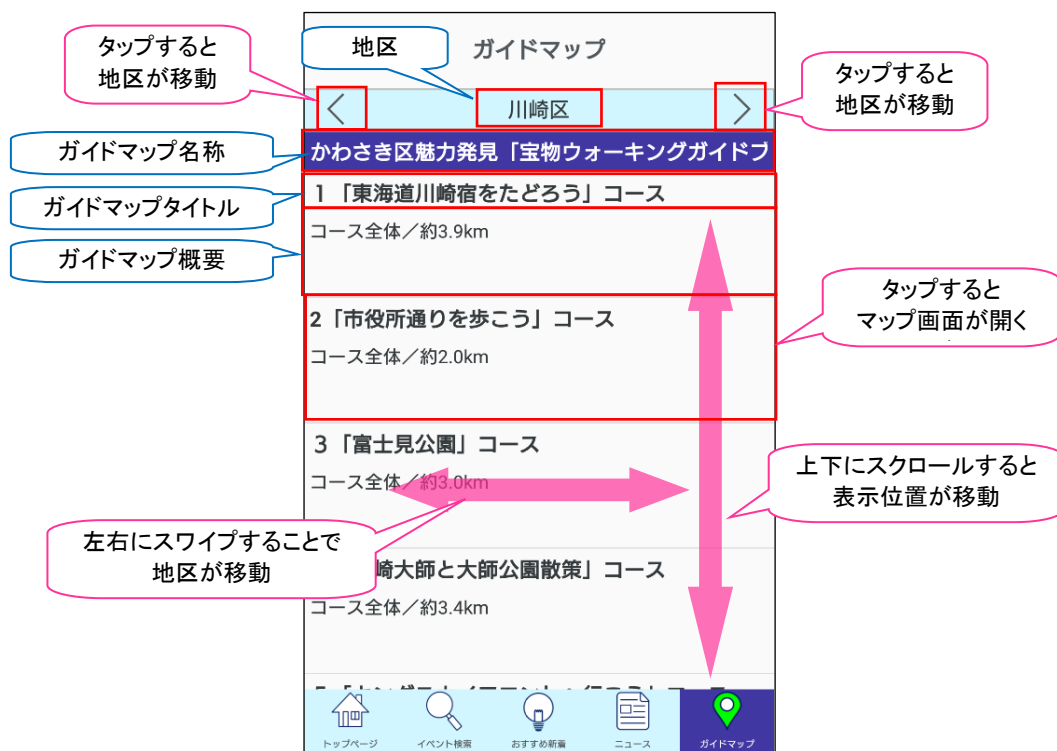 タップすると
地区が移動
地区
ガイドマップ
タップすると
地区が移動
川崎区
ガイドマップ名称
かわさき区魅力発見「宝物ウォーキングガイドブ
ガイドマップタイトル
1「東海道川崎宿をたどろう」コース
ガイドマップ概要
コース全体／約3.9km
タップすると
マップ画面が開く
2「市役所通りを歩こう」コース
コース全体／約2.0km
3「富士見公園」コース
コース全体／約3.0km
上下にスクロールすると
表示位置が移動
左右にスワイプすることで
地区が移動
崎大師と大師公園散策」コース
コース全体／約3.4km
トップページ
イベント検索
おすすめ新着
ニュース
ガイドマップ